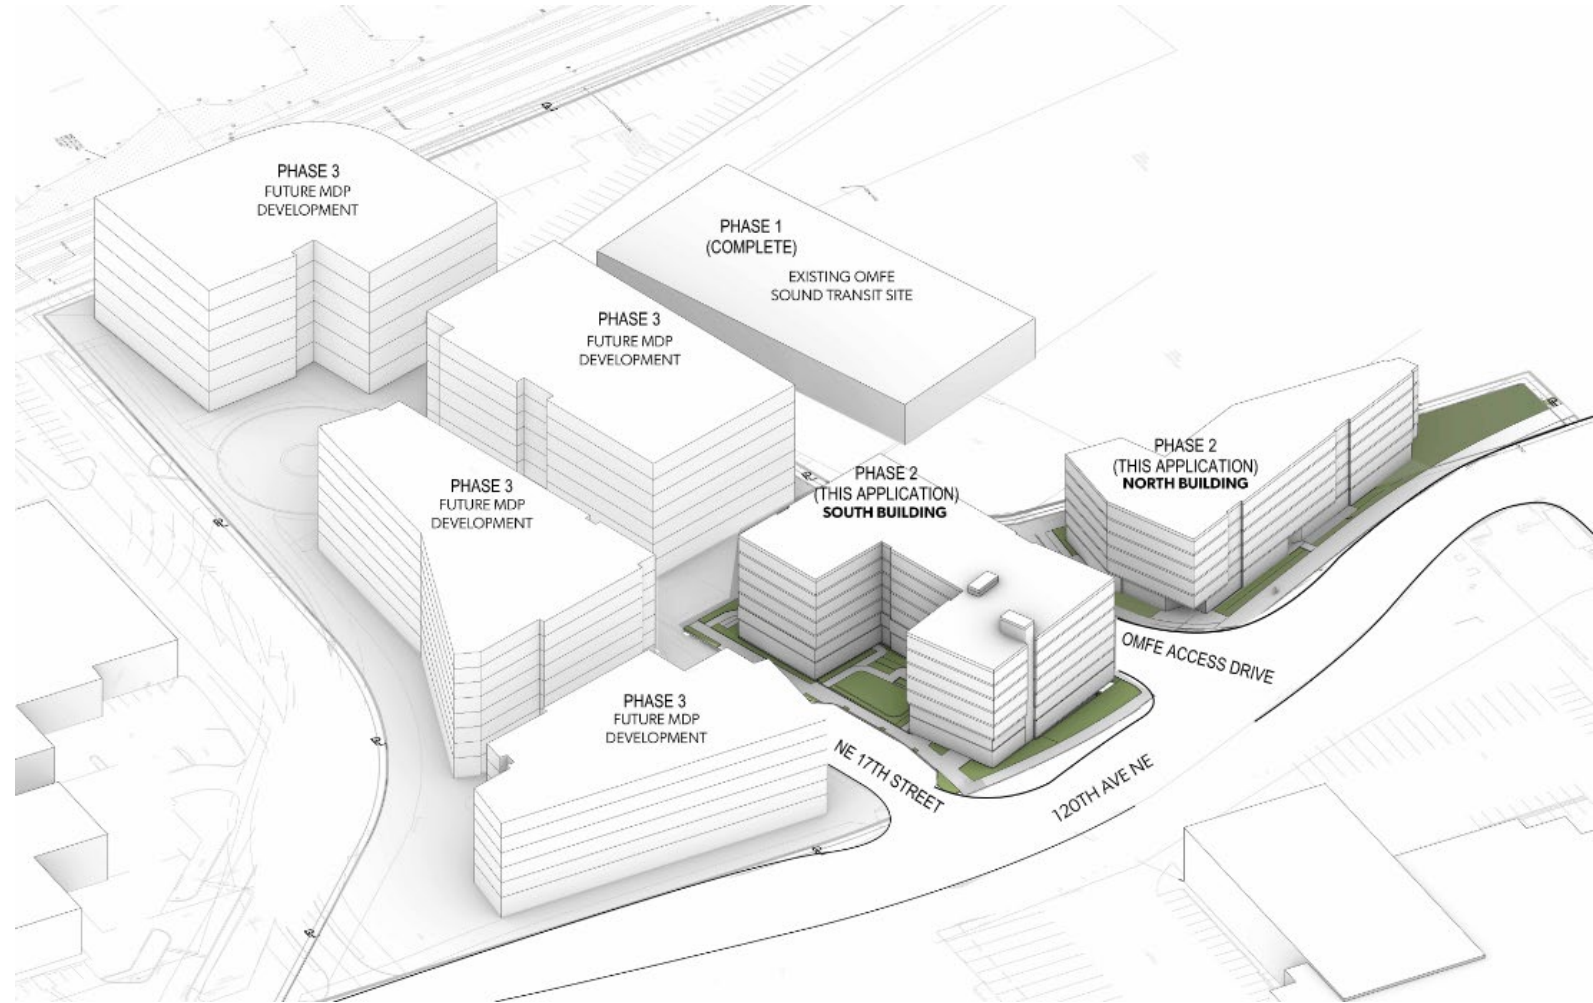 PHASE 3
FUTURE MDP
DEVELOPMENT
PHASE 1
(COMPLETE)
EXISTING OMFE
SOUND TRANSIT SITE
PHASE 3
FUTURE MDP
DEVELOPMENT
PHASE 2
(THIS APPLICATION)
NORTH BUILDING
PHASE 2
(THIS APPLICATION)
SOUTH BUILDING
PHASE 3
FUTURE MDP
DEVELOPMENT
OMFE ACCESS DRIVE
PHASE 3
FUTURE MDP
DEVELOPMENT
NE 17TH STREET
120TH AVE NE